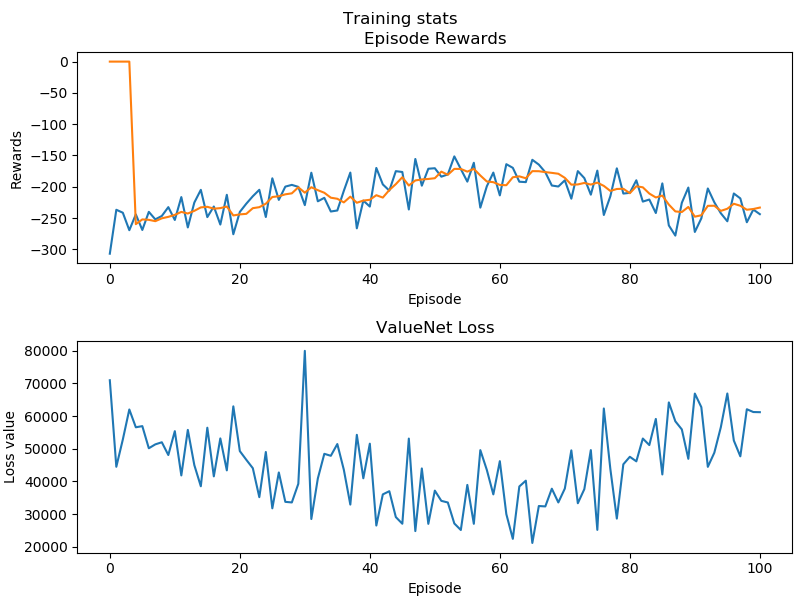 Training stats
Episode Rewards
Rewards
0
−50
−100
−150
−200
−250
−300
0 20 40 60 80 100
Episode
ValueNet Loss
Loss value
80000
70000
60000
50000
40000
30000
20000
0 20 40 60 80 100
Episode